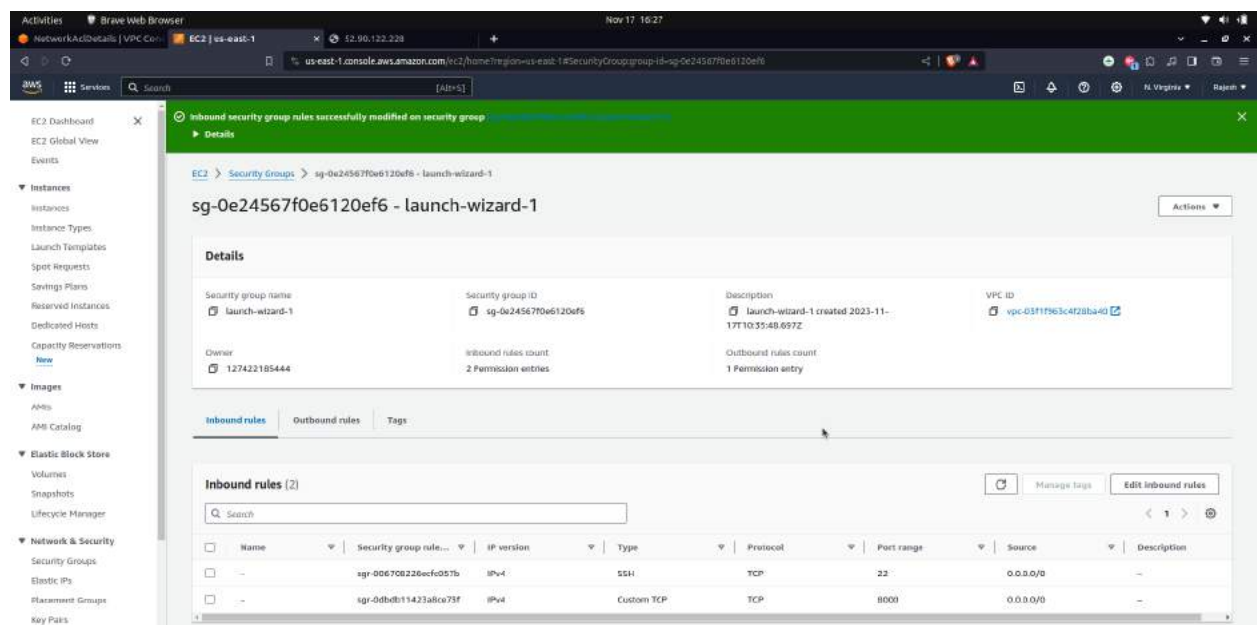 Activities Brave Web Browser Nov 17 16:27
NetworkAclDetails | VPC Con EC2 | us-east-1 × 52.90.122.228 +
us-east-1.console.aws.amazon.com/ec2/home?region=us-east-1#SecurityGroup:group-id=sg-0e24567f0e6120ef6
aws Services Search [Alt+S] N. Virginia Rajesh
Inbound security group rules successfully modified on security group
Details
EC2 > Security Groups > sg-0e24567f0e6120ef6 - launch-wizard-1
sg-0e24567f0e6120ef6 - launch-wizard-1
Actions
EC2 Dashboard
EC2 Global View
Events
Instances
Instances
Instance Types
Launch Templates
Spot Requests
Savings Plans
Reserved Instances
Dedicated Hosts
Capacity Reservations
New
Images
AMIs
AMI Catalog
Elastic Block Store
Volumes
Snapshots
Lifecycle Manager
Network & Security
Security Groups
Elastic IPs
Placement Groups
Key Pairs
Details
Security group name Security group ID Description VPC ID
launch-wizard-1 sg-0e24567f0e6120ef6 launch-wizard-1 created 2023-11- vpc-03f1f963c4f28ba40
17T10:35:48.697Z
Owner Inbound rules count Outbound rules count
127422185444 2 Permission entries 1 Permission entry
Inbound rules Outbound rules Tags
Inbound rules (2) Manage tags Edit inbound rules
Search 1
Name Security group rule... IP version Type Protocol Port range Source Description
– sgr-006708226ecfc057b IPv4 SSH TCP 22 0.0.0.0/0 –
– sgr-0dbdb11423a8ce73f IPv4 Custom TCP TCP 8000 0.0.0.0/0 –